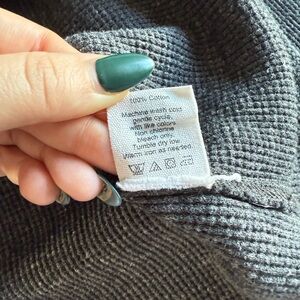 100% Cotton
Machine wash cold
gentle cycle,
with like colors
Non chlorine
bleach only.
Tumble dry low
Warm iron as needed.